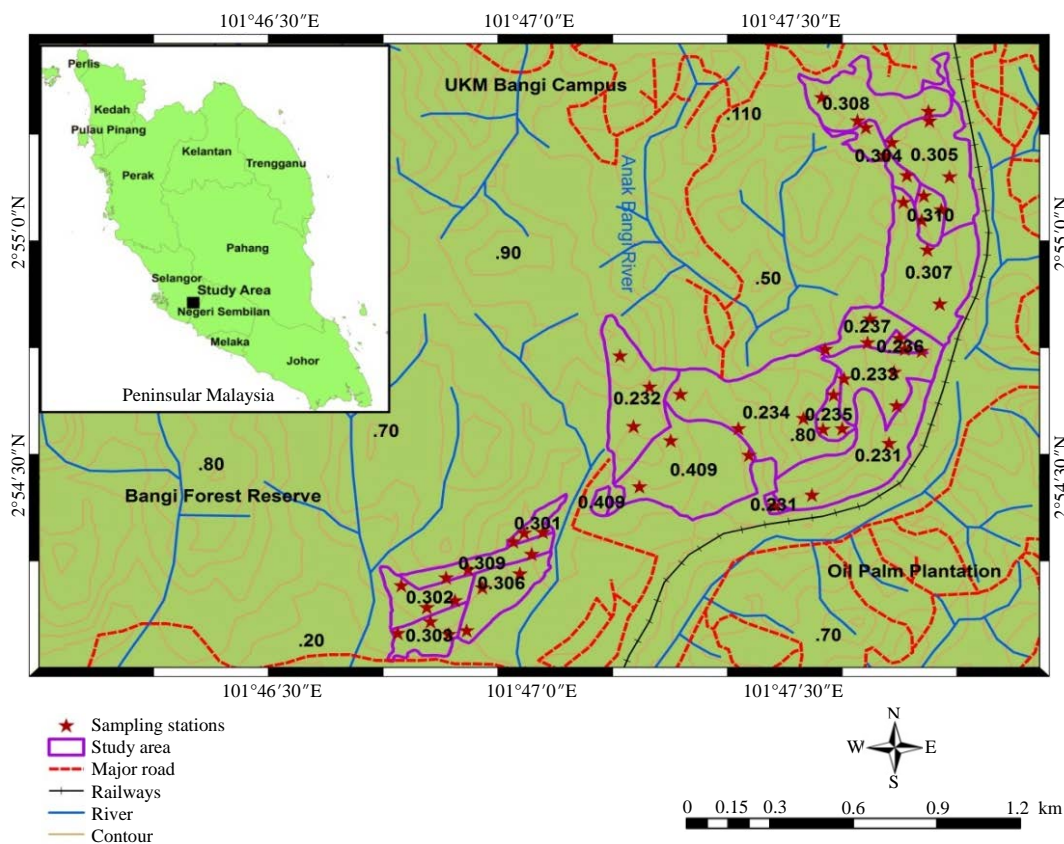 101°46′30″E 101°47′0″E 101°47′30″E
Perlis
Kedah
Pulau Pinang
Perak
Kelantan
Trengganu
Pahang
Selangor
Study Area
Negeri Sembilan
Melaka
Johor
Peninsular Malaysia
UKM Bangi Campus
.110
0.308
0.304 0.305
Anak Bangi River
0.310
2°55′0″N
2°55′0″N
.90
.50
0.307
0.237
0.236
0.233
0.232
0.234 0.235
.80
.70
0.231
.80
0.409
2°54′30″N
2°54′30″N
Bangi Forest Reserve
0.409
0.231
0.301
0.309
0.306
Oil Palm Plantation
0.302
0.303
.20
.70
101°46′30″E 101°47′0″E 101°47′30″E
Sampling stations
Study area
Major road
Railways
River
Contour
N
W E
S
0 0.15 0.3 0.6 0.9 1.2 km